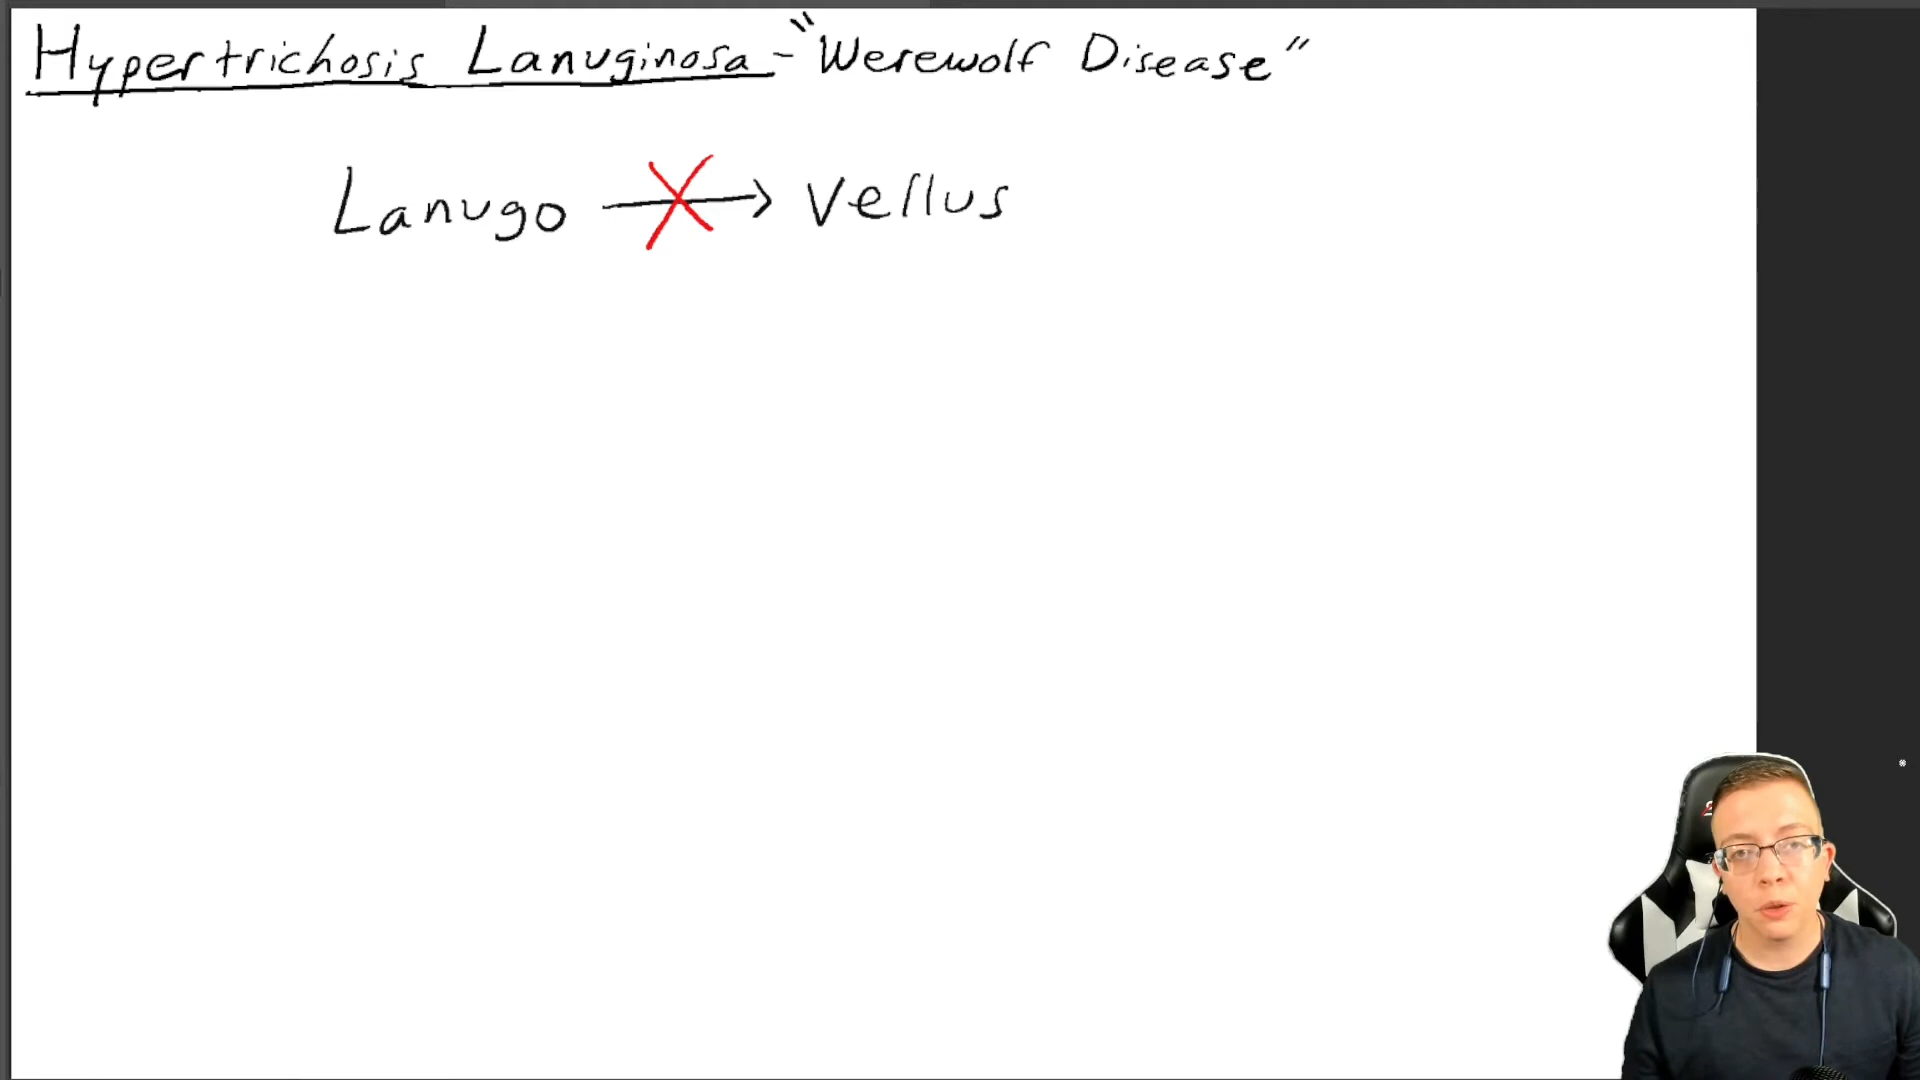 Hypertrichosis Lanuginosa - "Werewolf Disease"
Lanugo → Vellus